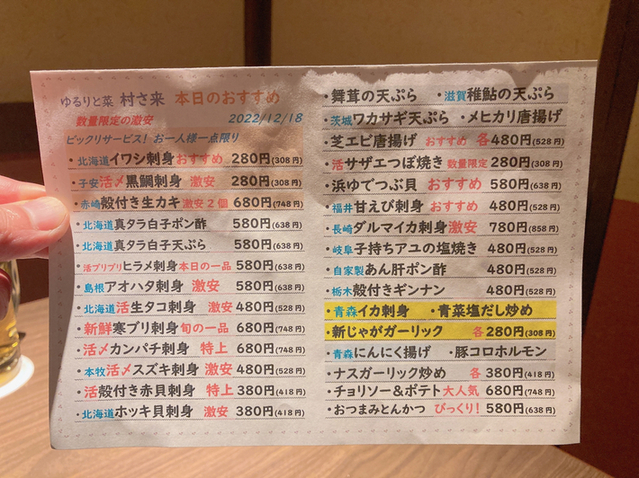 ゆるりと菜 村さ来 本日のおすすめ
数量限定の激安 2022/12/18
ビックリサービス! お一人様一点限り
・北海道イワシ刺身おすすめ 280円(308円)
・子安活〆黒鯛刺身 激安 280円(308円)
・赤崎殻付き生カキ激安2個 680円(748円)
・北海道真タラ白子ポン酢 580円(638円)
・北海道真タラ白子天ぷら 580円(638円)
・活プリプリヒラメ刺身本日の一品 580円(638円)
・島根アオハタ刺身 激安 580円(638円)
・北海道活生タコ刺身 激安 480円(528円)
・新鮮寒ブリ刺身旬の一品 680円(748円)
・活〆カンパチ刺身 特上 680円(748円)
・本牧活〆スズキ刺身 激安 480円(528円)
・活殻付き赤貝刺身 特上 380円(418円)
・北海道ホッキ貝刺身 激安 380円(418円)
・舞茸の天ぷら ・滋賀稚鮎の天ぷら
・茨城ワカサギ天ぷら ・メヒカリ唐揚げ
・芝エビ唐揚げ おすすめ 各480円(528円)
・活サザエつぼ焼き 数量限定 280円(308円)
・浜ゆでつぶ貝 おすすめ 580円(638円)
・福井甘えび刺身 おすすめ 480円(528円)
・長崎ダルマイカ刺身激安 780円(858円)
・岐阜子持ちアユの塩焼き 480円(528円)
・自家製あん肝ポン酢 480円(528円)
・栃木殻付きギンナン 480円(528円)
・青森イカ刺身 ・青菜塩だし炒め
・新じゃがガーリック 各280円(308円)
・青森にんにく揚げ ・豚コロホルモン
・ナスガーリック炒め 各380円(418円)
・チョリソー&ポテト大人気 680円(748円)
・おつまみとんかつ びっくり! 580円(638円)